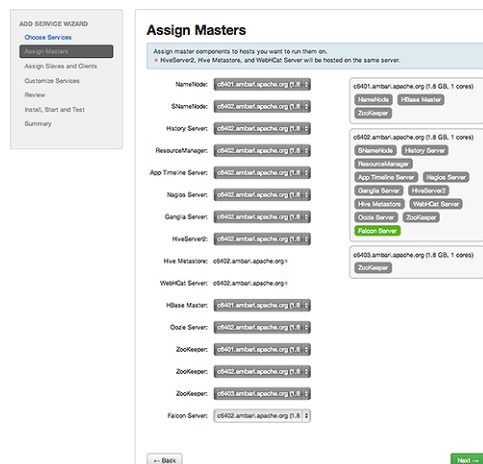 ADD SERVICE WIZARD
Choose Services
Assign Masters
Assign Slaves and Clients
Customize Services
Review
Install, Start and Test
Summary
Assign Masters
Assign master components to hosts you want to run them on.
* HiveServer2, Hive Metastore, and WebHCat Server will be hosted on the same server.
NameNode: c6401.ambari.apache.org (1.8
SNameNode: c6402.ambari.apache.org (1.8
History Server: c6402.ambari.apache.org (1.8
ResourceManager: c6402.ambari.apache.org (1.8
App Timeline Server: c6402.ambari.apache.org (1.8
Nagios Server: c6402.ambari.apache.org (1.8
Ganglia Server: c6402.ambari.apache.org (1.8
HiveServer2: c6402.ambari.apache.org (1.8
Hive Metastore: c6402.ambari.apache.org*
WebHCat Server: c6402.ambari.apache.org*
HBase Master: c6401.ambari.apache.org (1.8
Oozie Server: c6402.ambari.apache.org (1.8
ZooKeeper: c6401.ambari.apache.org (1.8
ZooKeeper: c6402.ambari.apache.org (1.8
ZooKeeper: c6403.ambari.apache.org (1.8
Falcon Server: c6402.ambari.apache.org (1.8
c6401.ambari.apache.org (1.8 GB, 1 cores)
NameNode HBase Master
ZooKeeper
c6402.ambari.apache.org (1.8 GB, 1 cores)
SNameNode History Server
ResourceManager
App Timeline Server Nagios Server
Ganglia Server HiveServer2
Hive Metastore WebHCat Server
Oozie Server ZooKeeper
Falcon Server
c6403.ambari.apache.org (1.8 GB, 1 cores)
ZooKeeper
← Back
Next →